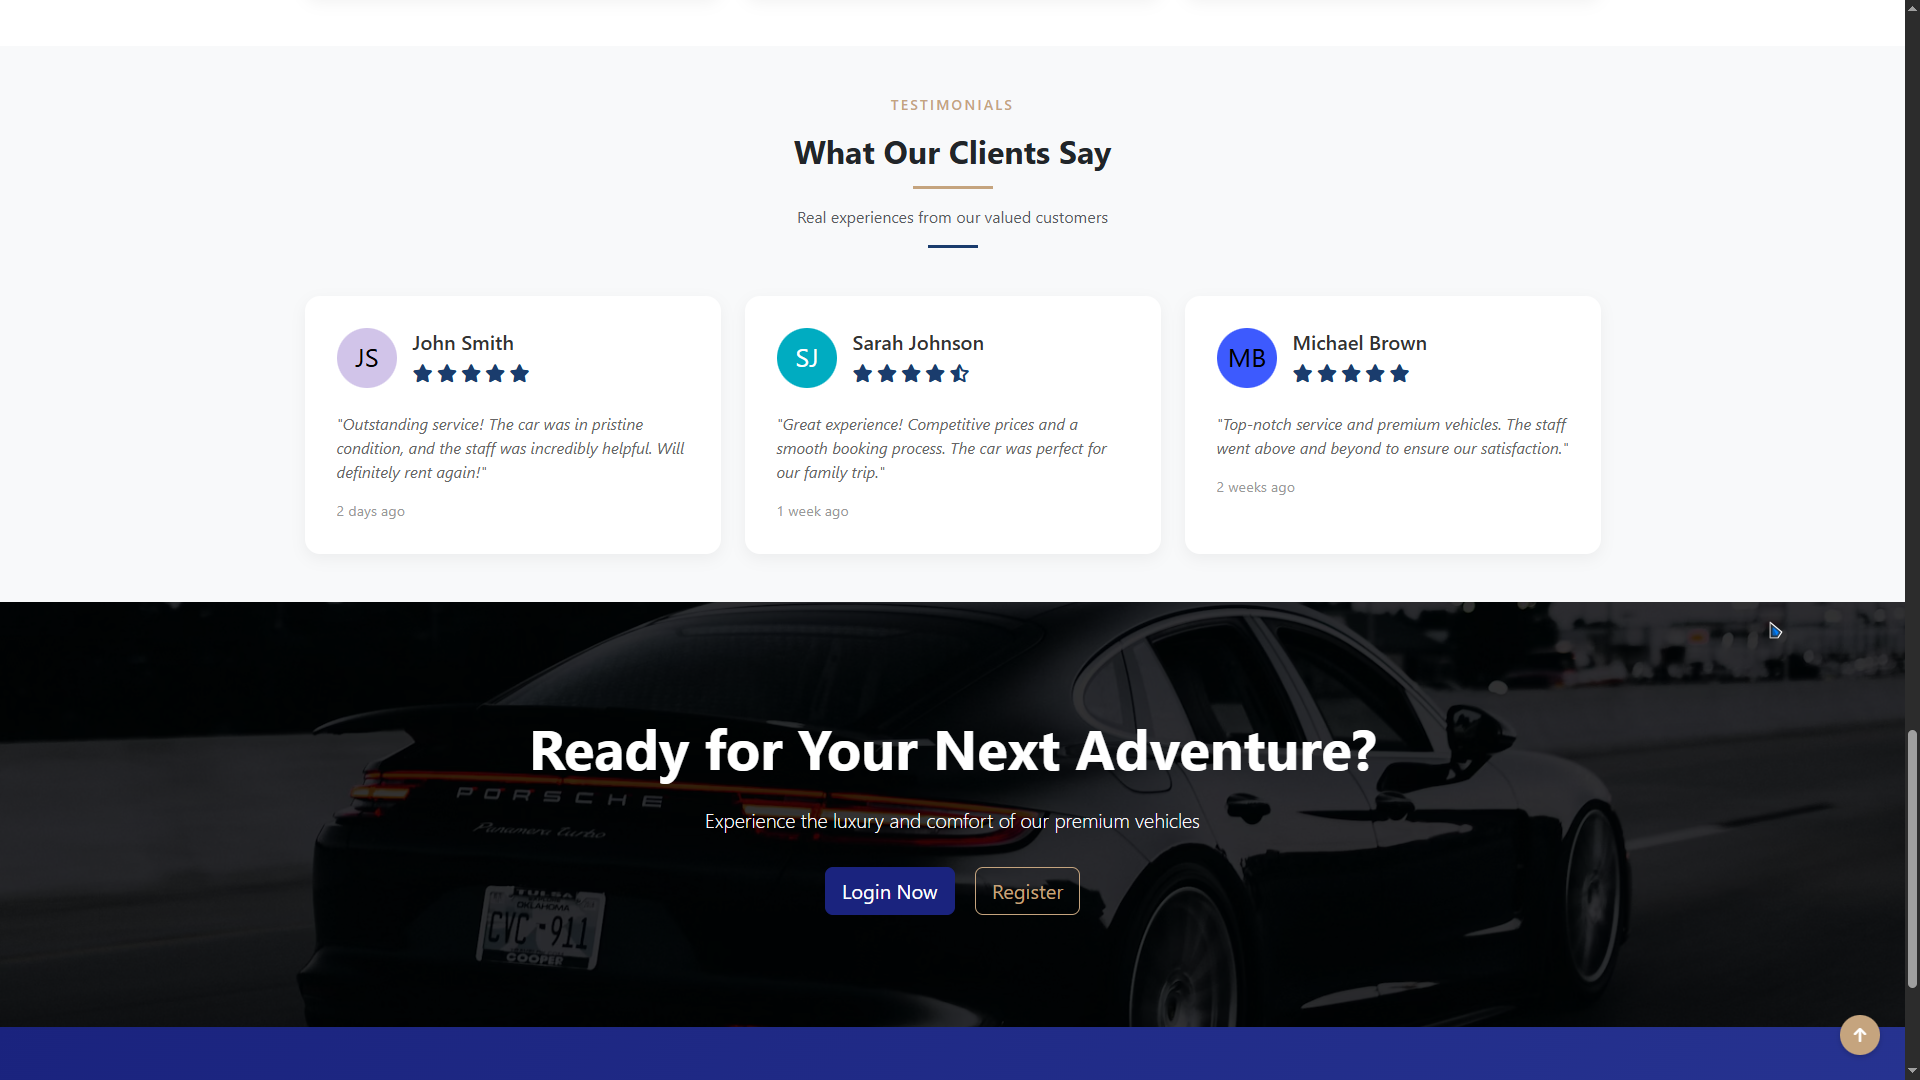 TESTIMONIALS
What Our Clients Say
Real experiences from our valued customers
JS
John Smith
"Outstanding service! The car was in pristine
condition, and the staff was incredibly helpful. Will
definitely rent again!"
2 days ago
SJ
Sarah Johnson
"Great experience! Competitive prices and a
smooth booking process. The car was perfect for
our family trip."
1 week ago
MB
Michael Brown
"Top-notch service and premium vehicles. The staff
went above and beyond to ensure our satisfaction."
2 weeks ago
Ready for Your Next Adventure?
PORSCHE
Panamera turbo
Experience the luxury and comfort of our premium vehicles
Login Now
Register
TULSA
OKLAHOMA
CVC-911
COOPER